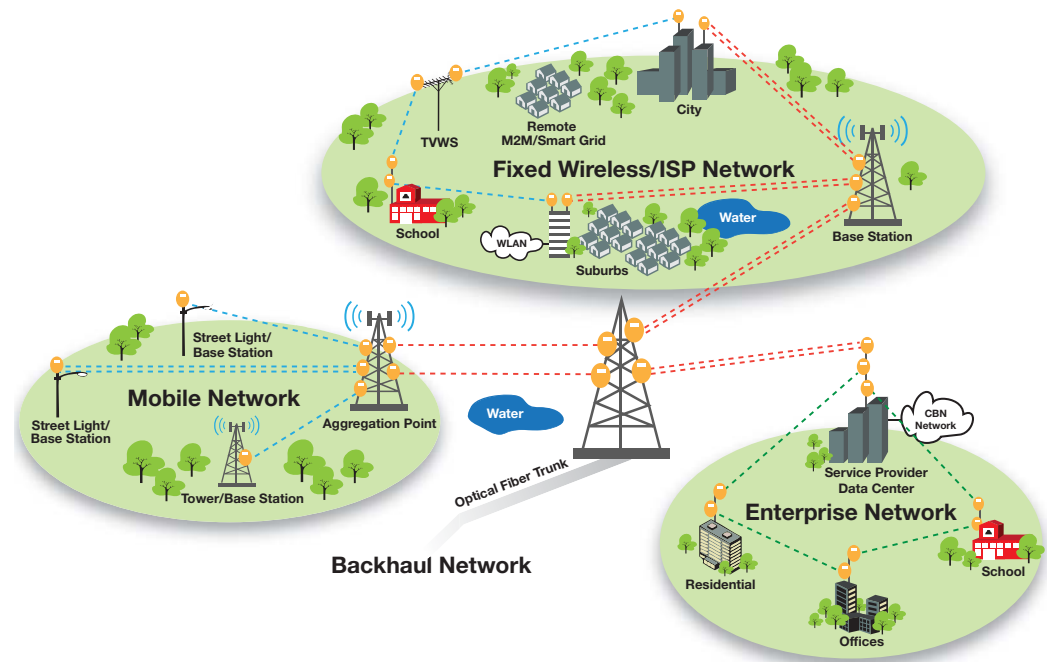 City
Remote
M2M/Smart Grid
TVWS
Fixed Wireless/ISP Network
School
Water
Base Station
WLAN
Suburbs
Street Light/
Base Station
Mobile Network
Street Light/
Base Station
Aggregation Point
Tower/Base Station
Water
Optical Fiber Trunk
Backhaul Network
CBN
Network
Service Provider
Data Center
Enterprise Network
Residential
School
Offices